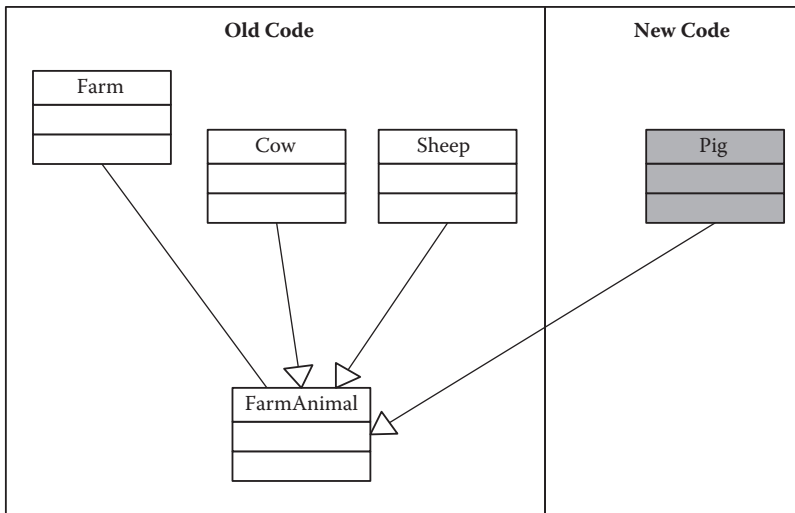 Old Code
New Code
Farm
Cow
Sheep
Pig
FarmAnimal